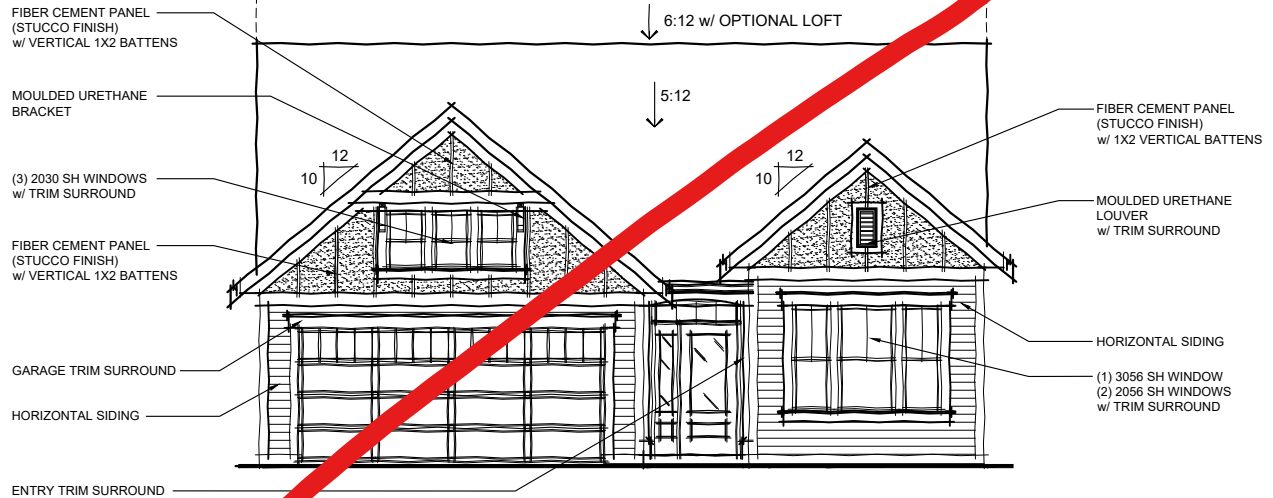 FIBER CEMENT PANEL
(STUCCO FINISH)
w/ VERTICAL 1X2 BATTENS
MOULDED URETHANE
BRACKET
(3) 2030 SH WINDOWS
w/ TRIM SURROUND
FIBER CEMENT PANEL
(STUCCO FINISH)
w/ VERTICAL 1X2 BATTENS
GARAGE TRIM SURROUND
HORIZONTAL SIDING
ENTRY TRIM SURROUND
6:12 w/ OPTIONAL LOFT
5:12
12
10
12
10
FIBER CEMENT PANEL
(STUCCO FINISH)
w/ 1X2 VERTICAL BATTENS
MOULDED URETHANE
LOUVER
w/ TRIM SURROUND
HORIZONTAL SIDING
(1) 3056 SH WINDOW
(2) 2056 SH WINDOWS
w/ TRIM SURROUND